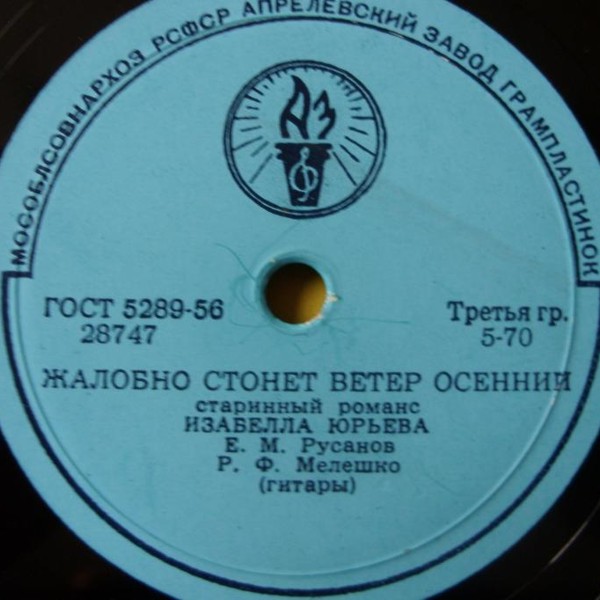 МОСОБЛСОВНАРХОЗ РСФСР АПРЕЛЕВСКИЙ ЗАВОД ГРАМПЛАСТИНОК
АЗ
ГОСТ 5289-56
28747
Третья гр.
5-70
ЖАЛОБНО СТОНЕТ ВЕТЕР ОСЕННИЙ
старинный романс
ИЗАБЕЛЛА ЮРЬЕВА
Е. М. Русанов
Р. Ф. Мелешко
(гитары)